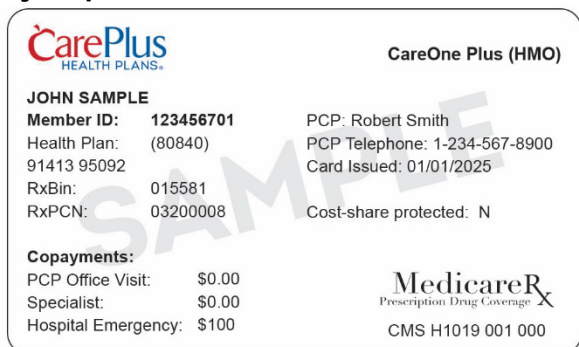 CarePlus
HEALTH PLANS®
CareOne Plus (HMO)
JOHN SAMPLE
Member ID: 123456701
Health Plan: (80840)
91413 95092
RxBin: 015581
RxPCN: 03200008
PCP: Robert Smith
PCP Telephone: 1-234-567-8900
Card Issued: 01/01/2025
Cost-share protected: N
SAMPLE
Copayments:
PCP Office Visit: $0.00
Specialist: $0.00
Hospital Emergency: $100
MedicareRx
Prescription Drug Coverage
CMS H1019 001 000